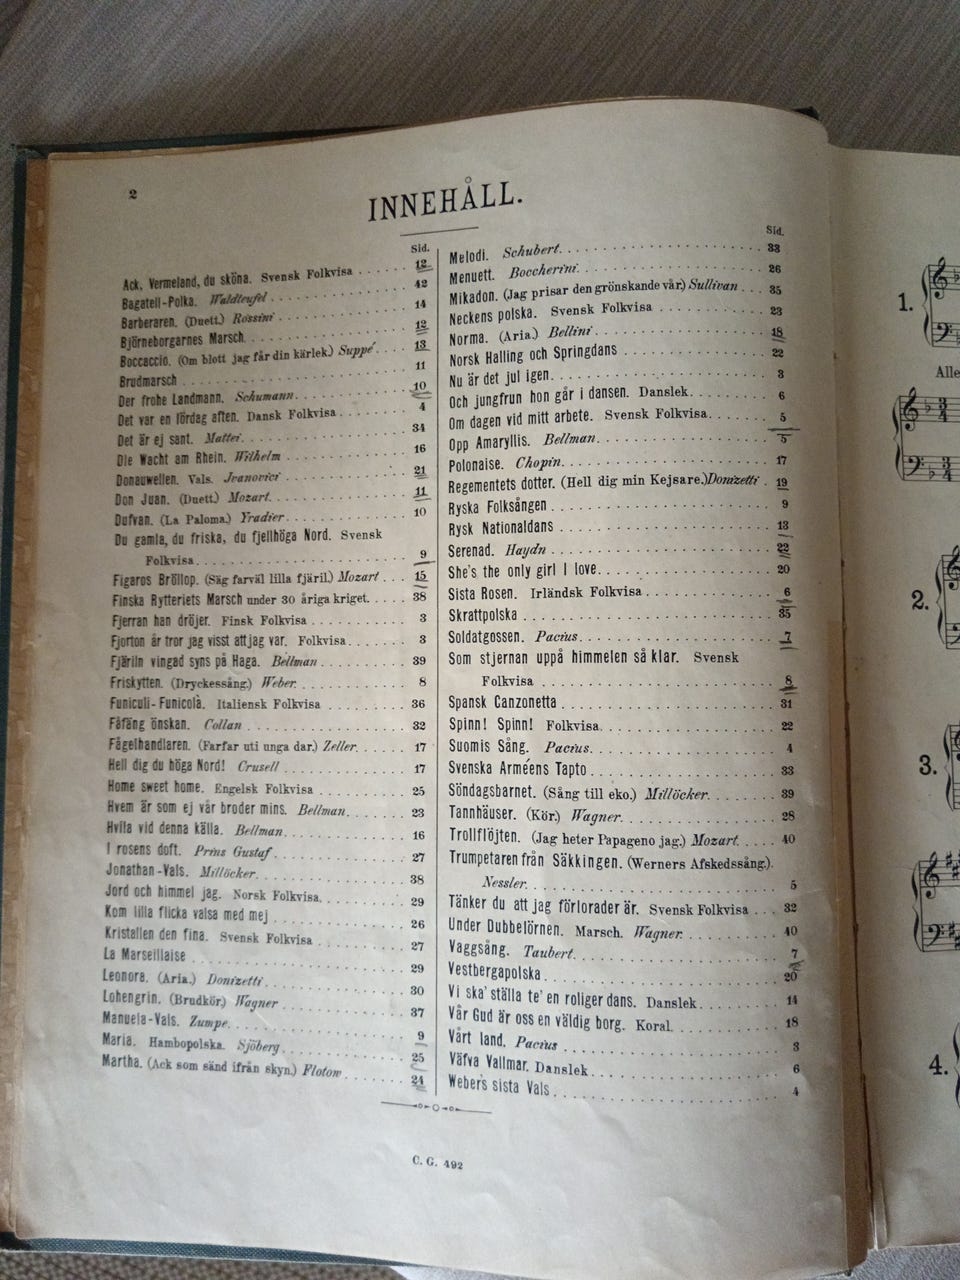 2
INNEHÅLL.
Sid.
Ack, Vermeland, du sköna. Svensk Folkvisa ...... 12
Bagatell-Polka. Waldteufel ...... 42
Barberaren. (Duett.) Rossini ...... 14
Björneborgarnes Marsch. ...... 12
Boccaccio. (Om blott jag får din kärlek.) Suppé ...... 13
Brudmarsch ...... 11
Der frohe Landmann. Schumann ...... 10
Det var en lördag aften. Dansk Folkvisa ...... 4
Det är ej sant. Mattei ...... 34
Die Wacht am Rhein. Wilhelm ...... 16
Donauwellen. Vals. Ivanovici ...... 21
Don Juan. (Duett.) Mozart ...... 11
Dufvan. (La Paloma.) Yradier ...... 10
Du gamla, du friska, du fjellhöga Nord. Svensk
Folkvisa ...... 9
Figaros Bröllop. (Säg farväl lilla fjäril.) Mozart ... 15
Finska Rytteriets Marsch under 30 åriga kriget. .... 38
Fjerran han dröjer. Finsk Folkvisa ...... 3
Fjorton år tror jag visst att jag var. Folkvisa ...... 3
Fjäriln vingad syns på Haga. Bellman ...... 39
Friskytten. (Dryckessång.) Weber ...... 8
Funiculi-Funicolà. Italiensk Folkvisa ...... 36
Fåfäng önskan. Collan ...... 32
Fågelhandlaren. (Farfar uti unga dar.) Zeller ...... 17
Hell dig du höga Nord! Crusell ...... 17
Home sweet home. Engelsk Folkvisa ...... 25
Hvem är som ej vår broder mins. Bellman ...... 23
Hvila vid denna källa. Bellman ...... 16
I rosens doft. Prins Gustaf ...... 27
Jonathan-Vals. Millöcker ...... 38
Jord och himmel jag. Norsk Folkvisa ...... 29
Kom lilla flicka valsa med mej ...... 26
Kristallen den fina. Svensk Folkvisa ...... 27
La Marseillaise ...... 29
Leonora. (Aria.) Donizetti ...... 30
Lohengrin. (Brudkör.) Wagner ...... 37
Manuela-Vals. Zumpe ...... 9
Maria. Hambopolska. Sjöberg ...... 25
Martha. (Ack som sänd ifrån skyn.) Flotow ...... 24
Sid.
Melodi. Schubert ...... 33
Menuett. Boccherini ...... 26
Mikadon. (Jag prisar den grönskande vår.) Sullivan ... 35
Neckens polska. Svensk Folkvisa ...... 23
Norma. (Aria.) Bellini ...... 18
Norsk Halling och Springdans ...... 22
Nu är det jul igen ...... 3
Och jungfrun hon går i dansen. Danslek ...... 6
Om dagen vid mitt arbete. Svensk Folkvisa ...... 5
Opp Amaryllis. Bellman ...... 5
Polonaise. Chopin ...... 17
Regementets dotter. (Hell dig min Kejsare.) Donizetti . 19
Ryska Folksången ...... 9
Rysk Nationaldans ...... 13
Serenad. Haydn ...... 22
She's the only girl I love ...... 20
Sista Rosen. Irländsk Folkvisa ...... 6
Skrattpolska ...... 35
Soldatgossen. Pacius ...... 7
Som stjernan uppå himmelen så klar. Svensk
Folkvisa ...... 8
Spansk Canzonetta ...... 31
Spinn! Spinn! Folkvisa ...... 22
Suomis Sång. Pacius ...... 4
Svenska Arméens Tapto ...... 33
Söndagsbarnet. (Sång till eko.) Millöcker ...... 39
Tannhäuser. (Kör.) Wagner ...... 28
Trollflöjten. (Jag heter Papageno jag.) Mozart .... 40
Trumpetaren från Säkkingen. (Werners Afskedssång.)
Nessler ...... 5
Tänker du att jag förlorader är. Svensk Folkvisa ... 32
Under Dubbelörnen. Marsch. Wagner ...... 40
Vaggsång. Taubert ...... 7
Vestbergapolska ...... 20
Vi ska' ställa te' en roliger dans. Danslek ...... 14
Vår Gud är oss en väldig borg. Koral ...... 18
Vårt land. Pacius ...... 3
Väfva Vallmar. Danslek ...... 6
Webers sista Vals ...... 4
C. G. 492
1.
Alle
2.
3.
4.